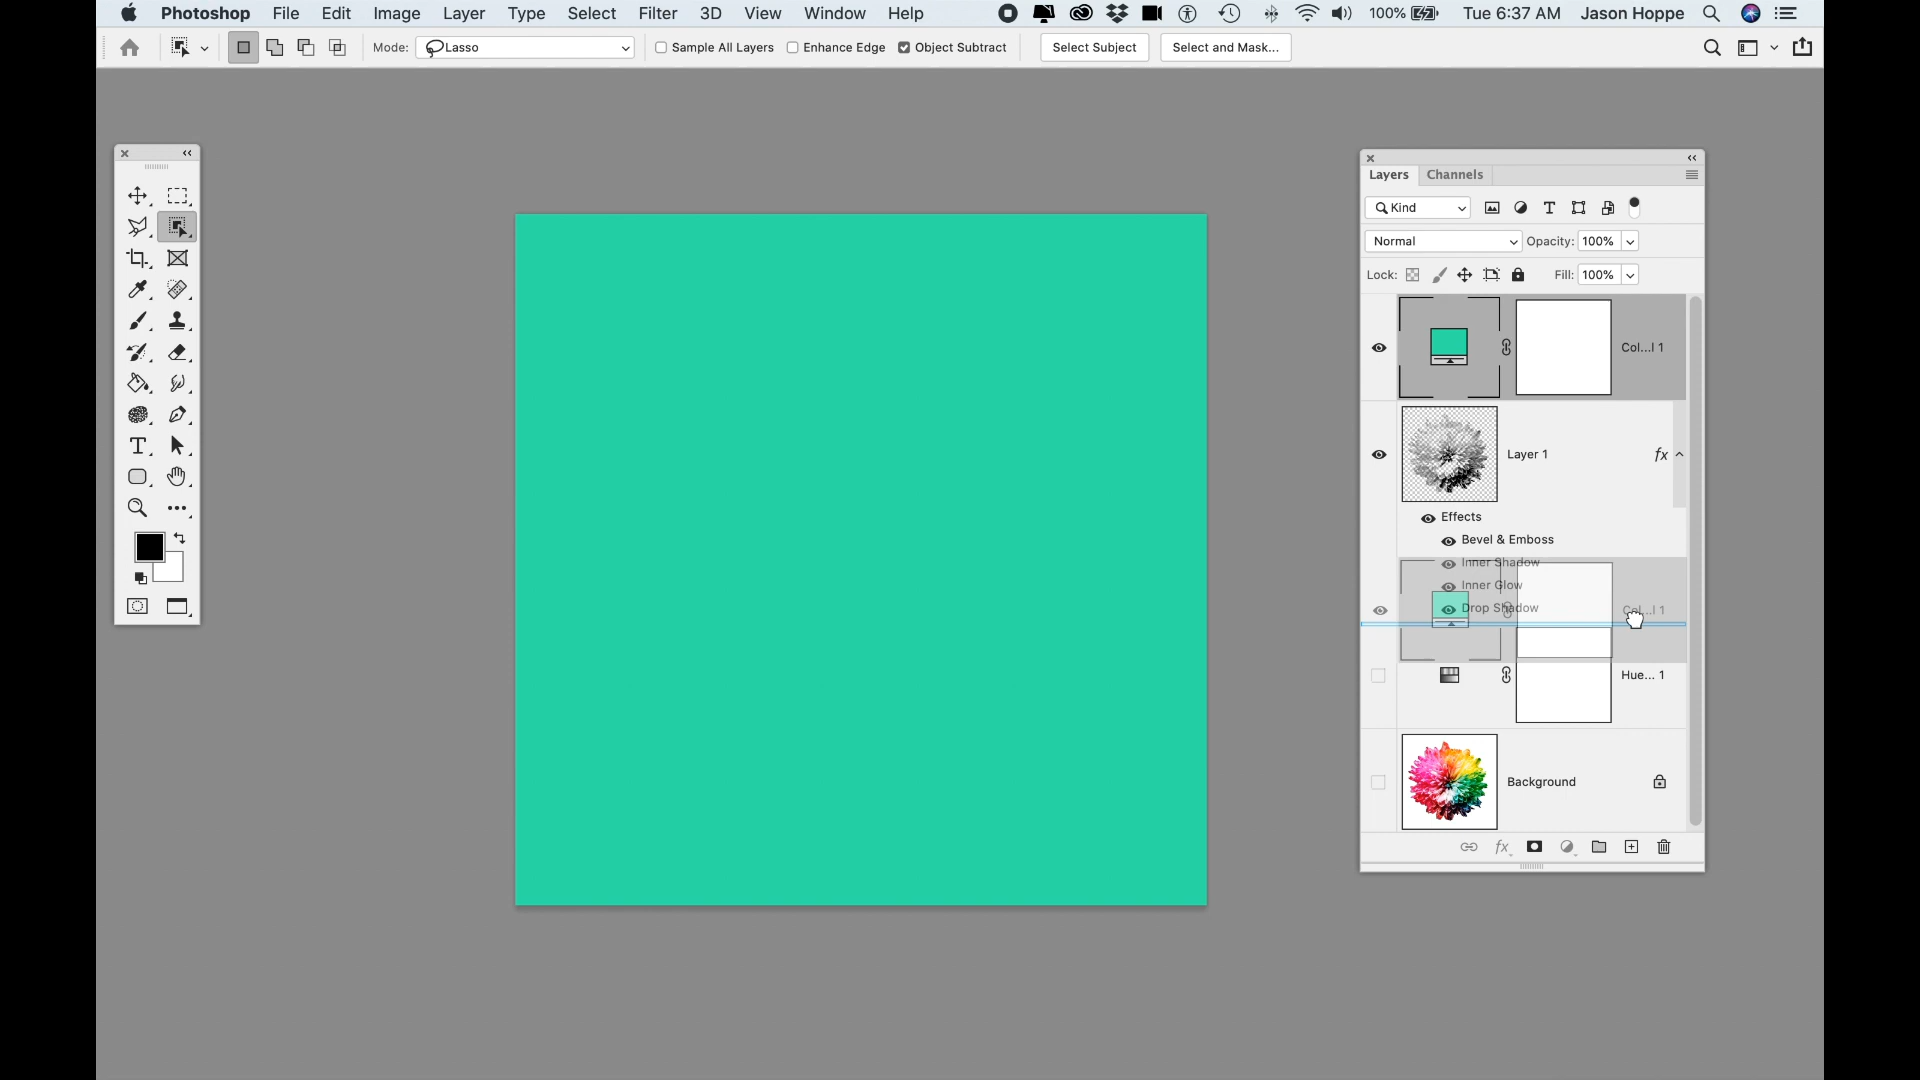 Photoshop File Edit Image Layer Type Select Filter 3D View Window Help 100% Tue 6:37 AM Jason Hoppe
Mode: Lasso Sample All Layers Enhance Edge Object Subtract Select Subject Select and Mask...
Layers Channels
Kind
Normal Opacity: 100%
Lock: Fill: 100%
Col...l 1
Layer 1 fx
Effects
Bevel & Emboss
Inner Shadow
Inner Glow
Drop Shadow Col...l 1
Hue... 1
Background
fx